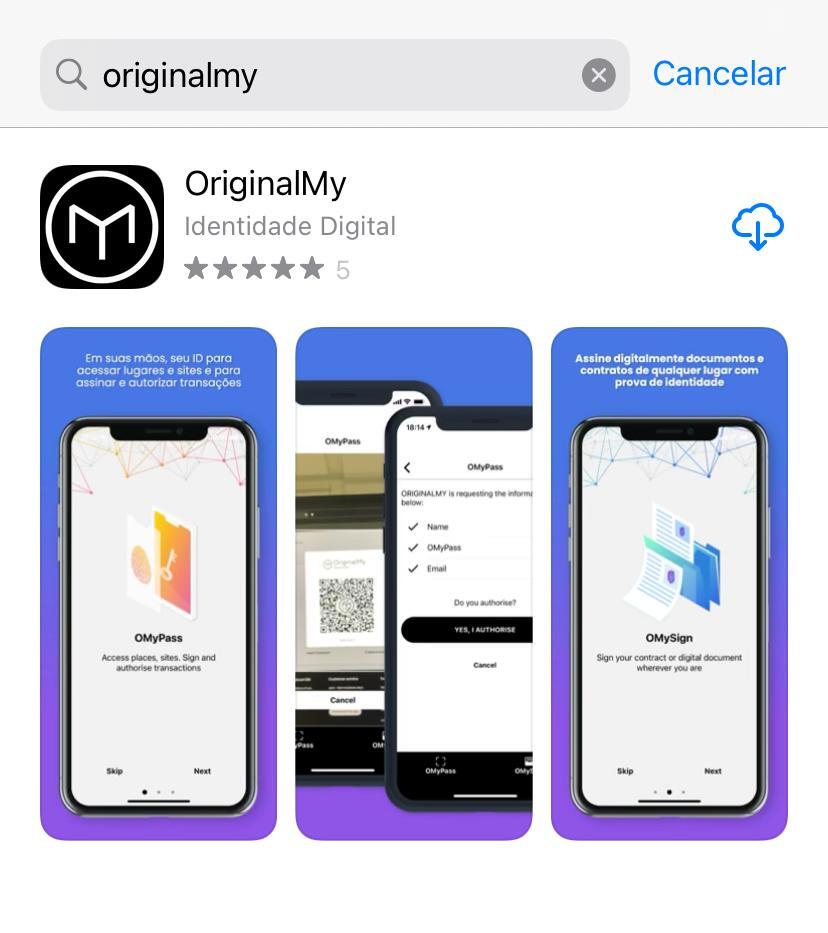 originalmy
Cancelar
OriginalMy
Identidade Digital
5
Em suas mãos, seu ID para
acessar lugares e sites e para
assinar e autorizar transações
OMyPass
Access places, sites. Sign and
authorise transactions
Skip Next
OMyPass
OriginalMy
Cancel
yPass OM
18:14
OMyPass
ORIGINALMY is requesting the informa
below:
Name
OMyPass
Email
Do you authorise?
YES, I AUTHORISE
Cancel
OMyPass OMyS
Assine digitalmente documentos e
contratos de qualquer lugar com
prova de identidade
OMySign
Sign your contract or digital document
wherever you are
Skip Next